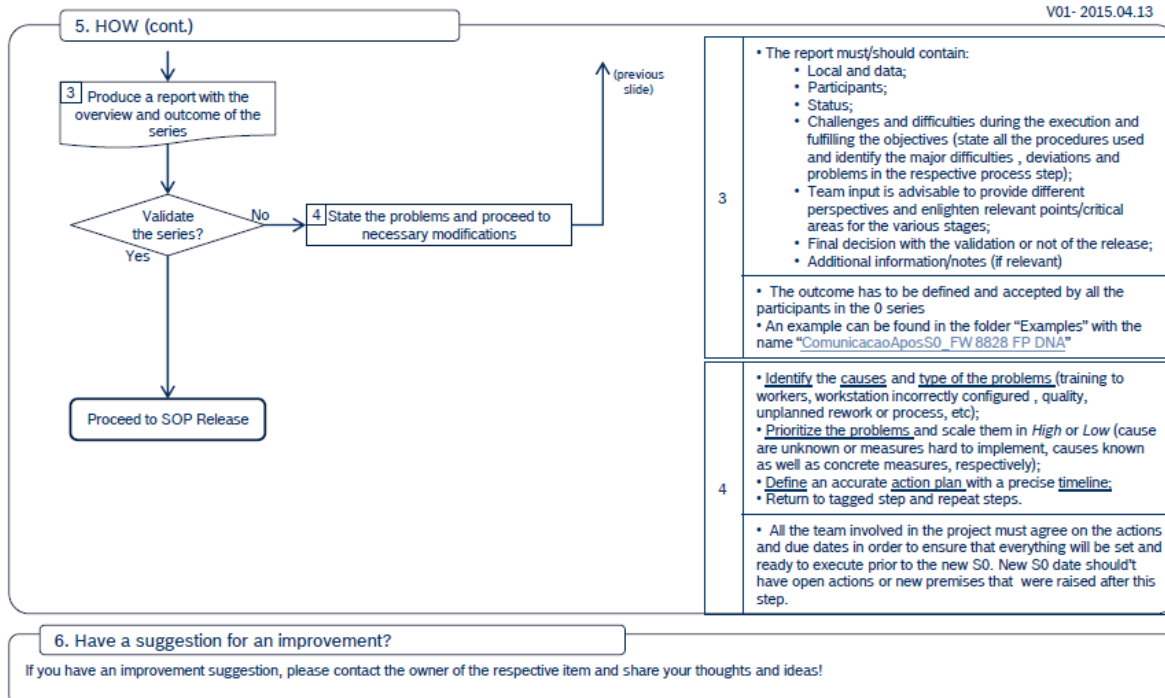 V01- 2015.04.13
5. HOW (cont.)
3
Produce a report with the
overview and outcome of the
series
Validate
the series?
No
Yes
4
State the problems and proceed to
necessary modifications
(previous
slide)
Proceed to SOP Release
3
• The report must/should contain:
• Local and data;
• Participants;
• Status;
• Challenges and difficulties during the execution and
fulfilling the objectives (state all the procedures used
and identify the major difficulties , deviations and
problems in the respective process step);
• Team input is advisable to provide different
perspectives and enlighten relevant points/critical
areas for the various stages;
• Final decision with the validation or not of the release;
• Additional information/notes (if relevant)
• The outcome has to be defined and accepted by all the
participants in the 0 series
• An example can be found in the folder “Examples” with the
name “ComunicacaoAposS0_FW 8828 FP DNA”
4
• Identify the causes and type of the problems (training to
workers, workstation incorrectly configured , quality,
unplanned rework or process, etc);
• Prioritize the problems and scale them in High or Low (cause
are unknown or measures hard to implement, causes known
as well as concrete measures, respectively);
• Define an accurate action plan with a precise timeline;
• Return to tagged step and repeat steps.
• All the team involved in the project must agree on the actions
and due dates in order to ensure that everything will be set and
ready to execute prior to the new S0. New S0 date should't
have open actions or new premises that were raised after this
step.
6. Have a suggestion for an improvement?
If you have an improvement suggestion, please contact the owner of the respective item and share your thoughts and ideas!